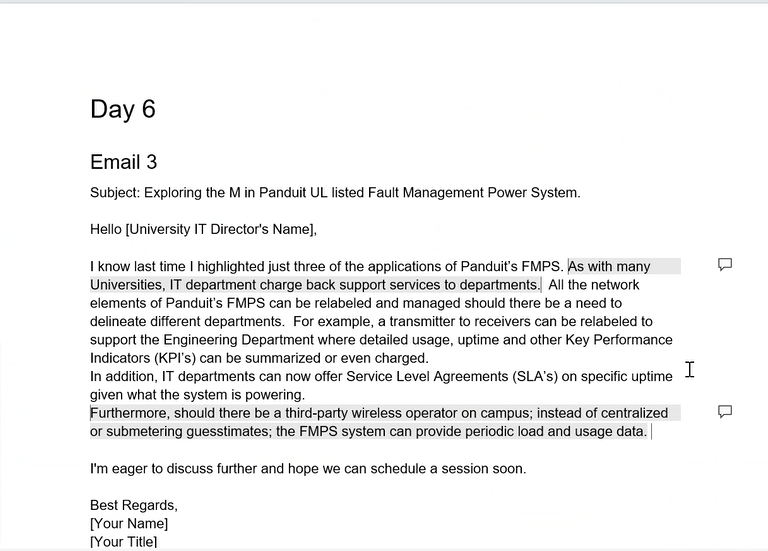 Day 6
Email 3
Subject: Exploring the M in Panduit UL listed Fault Management Power System.
Hello [University IT Director's Name],
I know last time I highlighted just three of the applications of Panduit’s FMPS. As with many
Universities, IT department charge back support services to departments.  All the network
elements of Panduit’s FMPS can be relabeled and managed should there be a need to
delineate different departments.  For example, a transmitter to receivers can be relabeled to
support the Engineering Department where detailed usage, uptime and other Key Performance
Indicators (KPI’s) can be summarized or even charged.
In addition, IT departments can now offer Service Level Agreements (SLA’s) on specific uptime
given what the system is powering.
Furthermore, should there be a third-party wireless operator on campus; instead of centralized
or submetering guesstimates; the FMPS system can provide periodic load and usage data.
I'm eager to discuss further and hope we can schedule a session soon.
Best Regards,
[Your Name]
[Your Title]